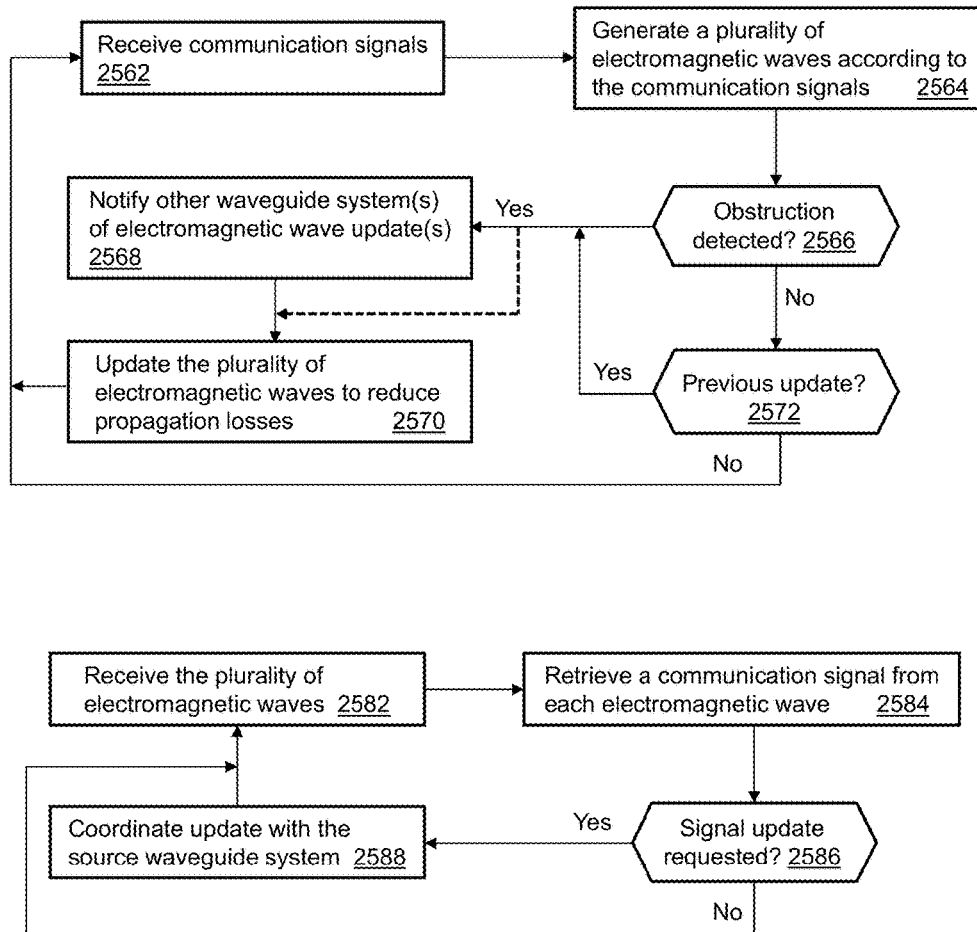 Receive communication signals
2562
Generate a plurality of
electromagnetic waves according to
the communication signals 2564
Notify other waveguide system(s)
of electromagnetic wave update(s)
2568
Yes
Obstruction
detected? 2566
No
Update the plurality of
electromagnetic waves to reduce
propagation losses 2570
Yes
Previous update?
2572
No
Receive the plurality of
electromagnetic waves 2582
Retrieve a communication signal from
each electromagnetic wave 2584
Coordinate update with the
source waveguide system 2588
Yes
Signal update
requested? 2586
No